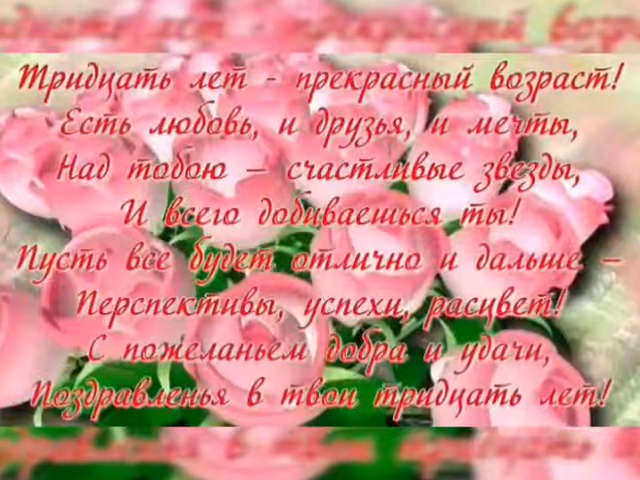 Тридцать лет - прекрасный возраст!
Есть любовь, и друзья, и мечты,
Над тобою – счастливые звезды,
И всего добиваешься ты!
Пусть все будет отлично и дальше –
Перспективы, успехи, расцвет!
С пожеланьем добра и удачи,
Поздравленья в твои тридцать лет!